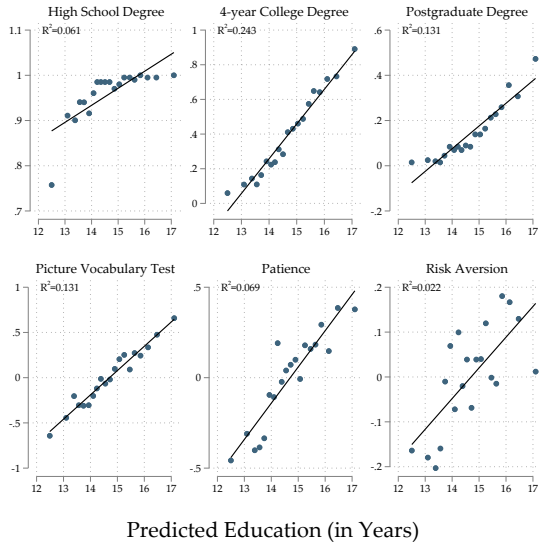 High School Degree
R²=0.061
1.1
1
.9
.8
.7
12 13 14 15 16 17
4-year College Degree
R²=0.243
1
.8
.6
.4
.2
0
12 13 14 15 16 17
Postgraduate Degree
R²=0.131
.6
.4
.2
0
-.2
12 13 14 15 16 17
Picture Vocabulary Test
R²=0.131
1
.5
0
-.5
-1
12 13 14 15 16 17
Patience
R²=0.069
.5
0
-.5
12 13 14 15 16 17
Risk Aversion
R²=0.022
.2
.1
0
-.1
-.2
12 13 14 15 16 17
Predicted Education (in Years)